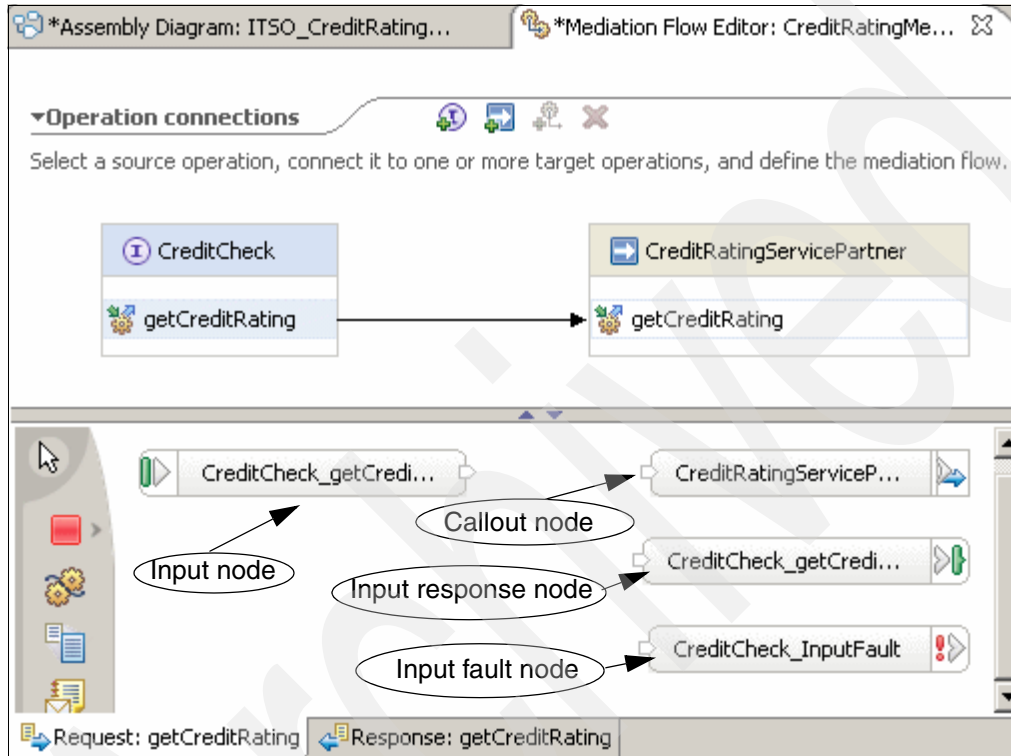 *Assembly Diagram: ITSO_CreditRating...
*Mediation Flow Editor: CreditRatingMe...
Operation connections
Select a source operation, connect it to one or more target operations, and define the mediation flow.
CreditCheck
CreditRatingServicePartner
getCreditRating
getCreditRating
CreditCheck_getCredi...
CreditRatingServiceP...
Callout node
Input node
CreditCheck_getCredi...
Input response node
CreditCheck_InputFault
Input fault node
Request: getCreditRating
Response: getCreditRating